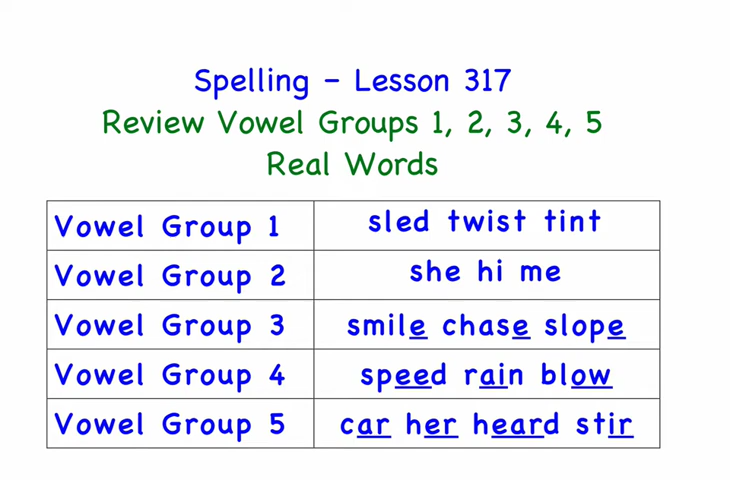 Spelling – Lesson 317
Review Vowel Groups 1, 2, 3, 4, 5
Real Words
Vowel Group 1 sled twist tint
Vowel Group 2 she hi me
Vowel Group 3 smile chase slope
Vowel Group 4 speed rain blow
Vowel Group 5 car her heard stir